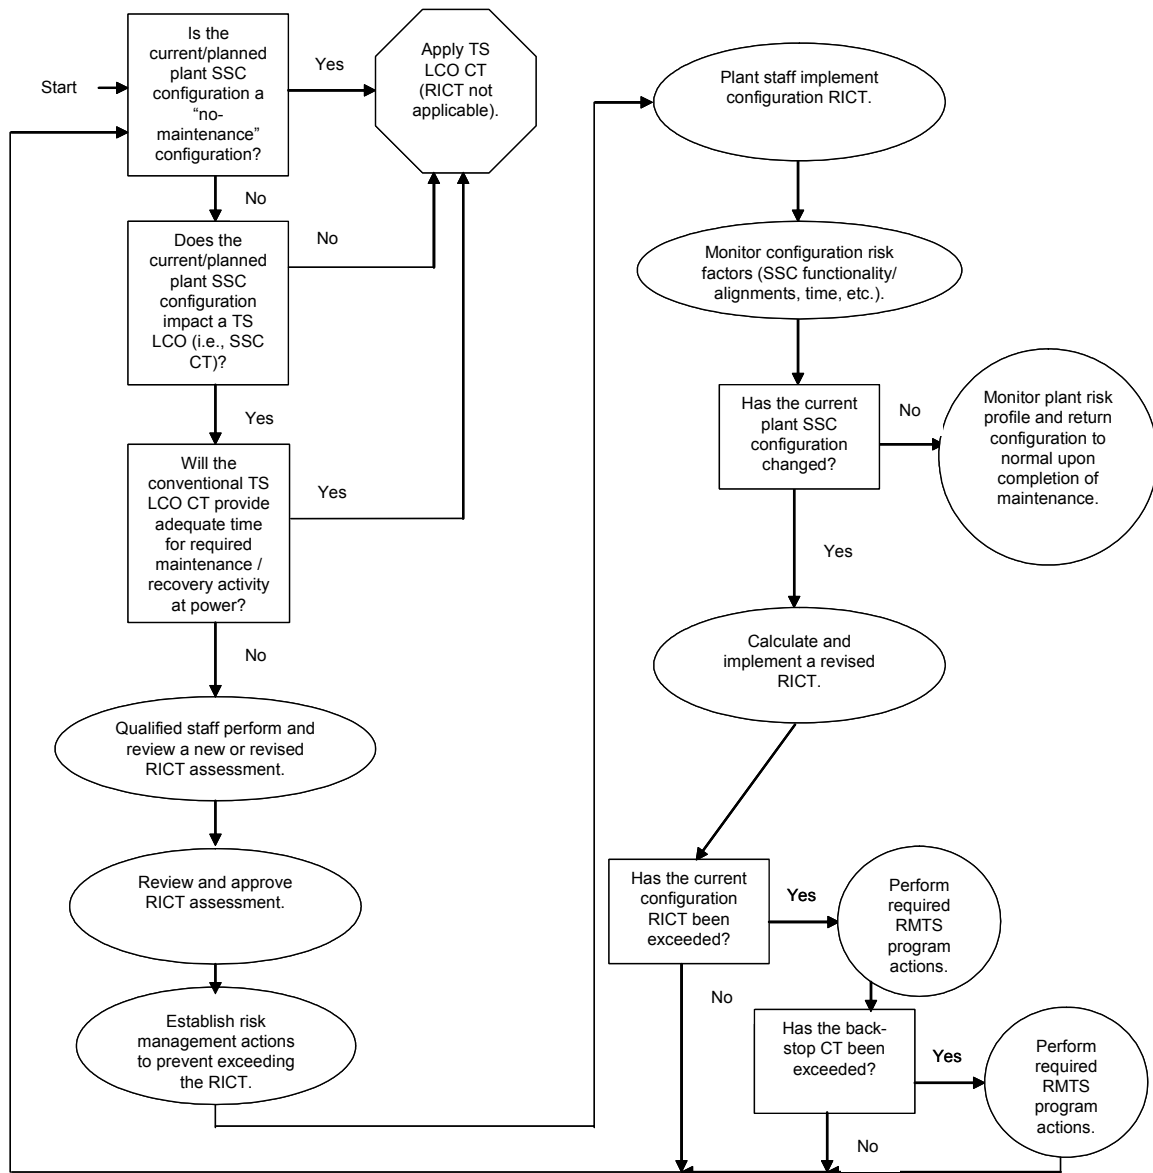 Start
Is the
current/planned
plant SSC
configuration a
“no-
maintenance”
configuration?
Yes
Apply TS
LCO CT
(RICT not
applicable).
No
Does the
current/planned
plant SSC
configuration
impact a TS
LCO (i.e., SSC
CT)?
No
Yes
Will the
conventional TS
LCO CT provide
adequate time
for required
maintenance /
recovery activity
at power?
Yes
No
Qualified staff perform and
review a new or revised
RICT assessment.
Review and approve
RICT assessment.
Establish risk
management actions
to prevent exceeding
the RICT.
Plant staff implement
configuration RICT.
Monitor configuration risk
factors (SSC functionality/
alignments, time, etc.).
Has the current
plant SSC
configuration
changed?
No
Monitor plant risk
profile and return
configuration to
normal upon
completion of
maintenance.
Yes
Calculate and
implement a revised
RICT.
Has the current
configuration
RICT been
exceeded?
Yes
Perform
required
RMTS
program
actions.
No
Has the back-
stop CT been
exceeded?
Yes
Perform
required
RMTS
program
actions.
No